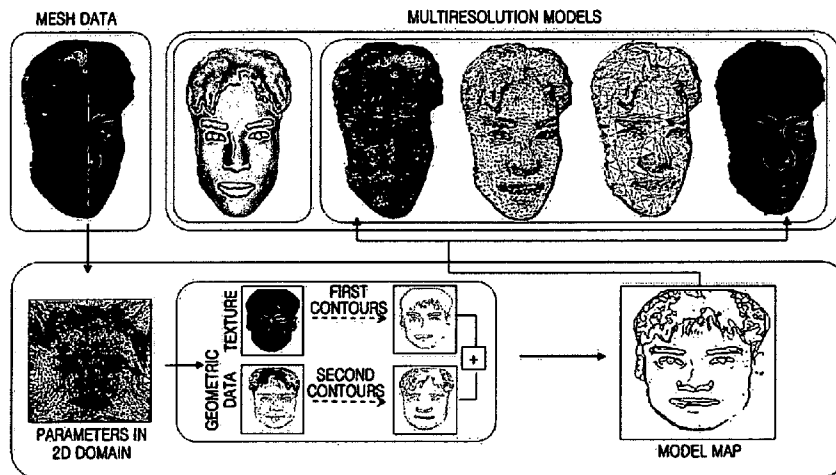 MESH DATA
MULTIRESOLUTION MODELS
TEXTURE
FIRST
CONTOURS
GEOMETRIC
DATA
SECOND
CONTOURS
+
PARAMETERS IN
2D DOMAIN
MODEL MAP